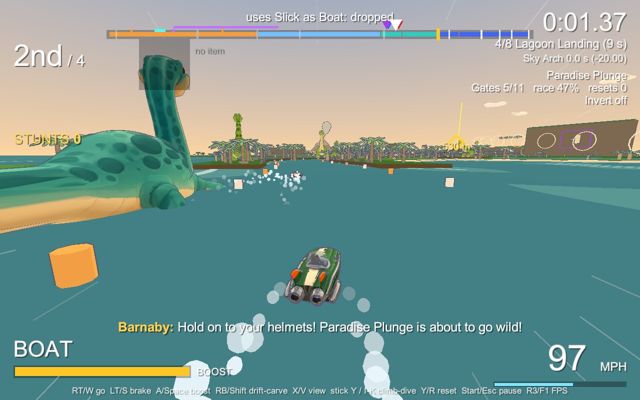 uses Slick as Boat: dropped
0:01.37
2nd / 4
no item
4/8 Lagoon Landing (9 s)
Sky Arch 0.0 s (-20.00)
Paradise Plunge
Gates 5/11 race 47% resets 0
Invert off
STUNTS 0
Barnaby: Hold on to your helmets! Paradise Plunge is about to go wild!
BOAT
BOOST
97 MPH
RT/W go LT/S brake A/Space boost RB/Shift drift-carve X/V view stick Y / climb-dive Y/R reset Start/Esc pause R3/F1 FPS